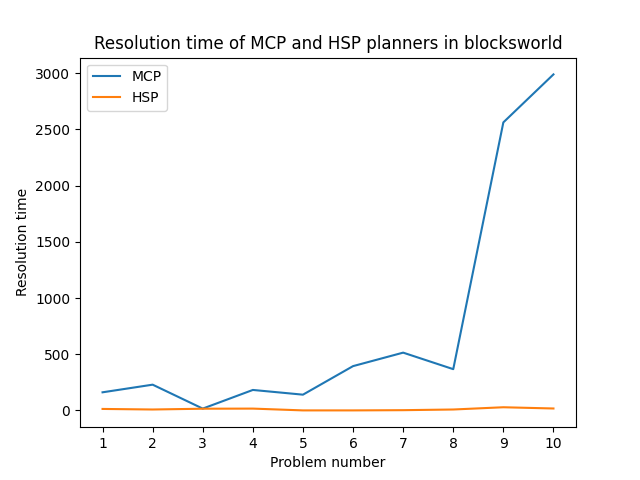 Resolution time of MCP and HSP planners in blocksworld
MCP
HSP
3000
2500
2000
1500
1000
500
0
Resolution time
1 2 3 4 5 6 7 8 9 10
Problem number